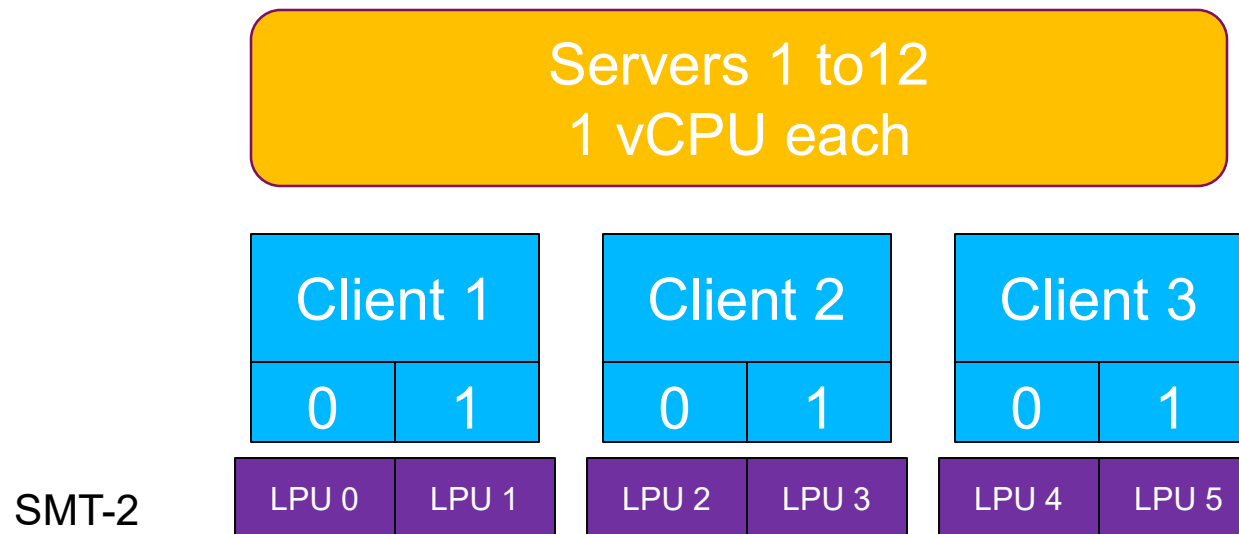 Servers 1 to12
1 vCPU each
Client 1 Client 2 Client 3
0 1 0 1 0 1
SMT-2 LPU 0 LPU 1 LPU 2 LPU 3 LPU 4 LPU 5